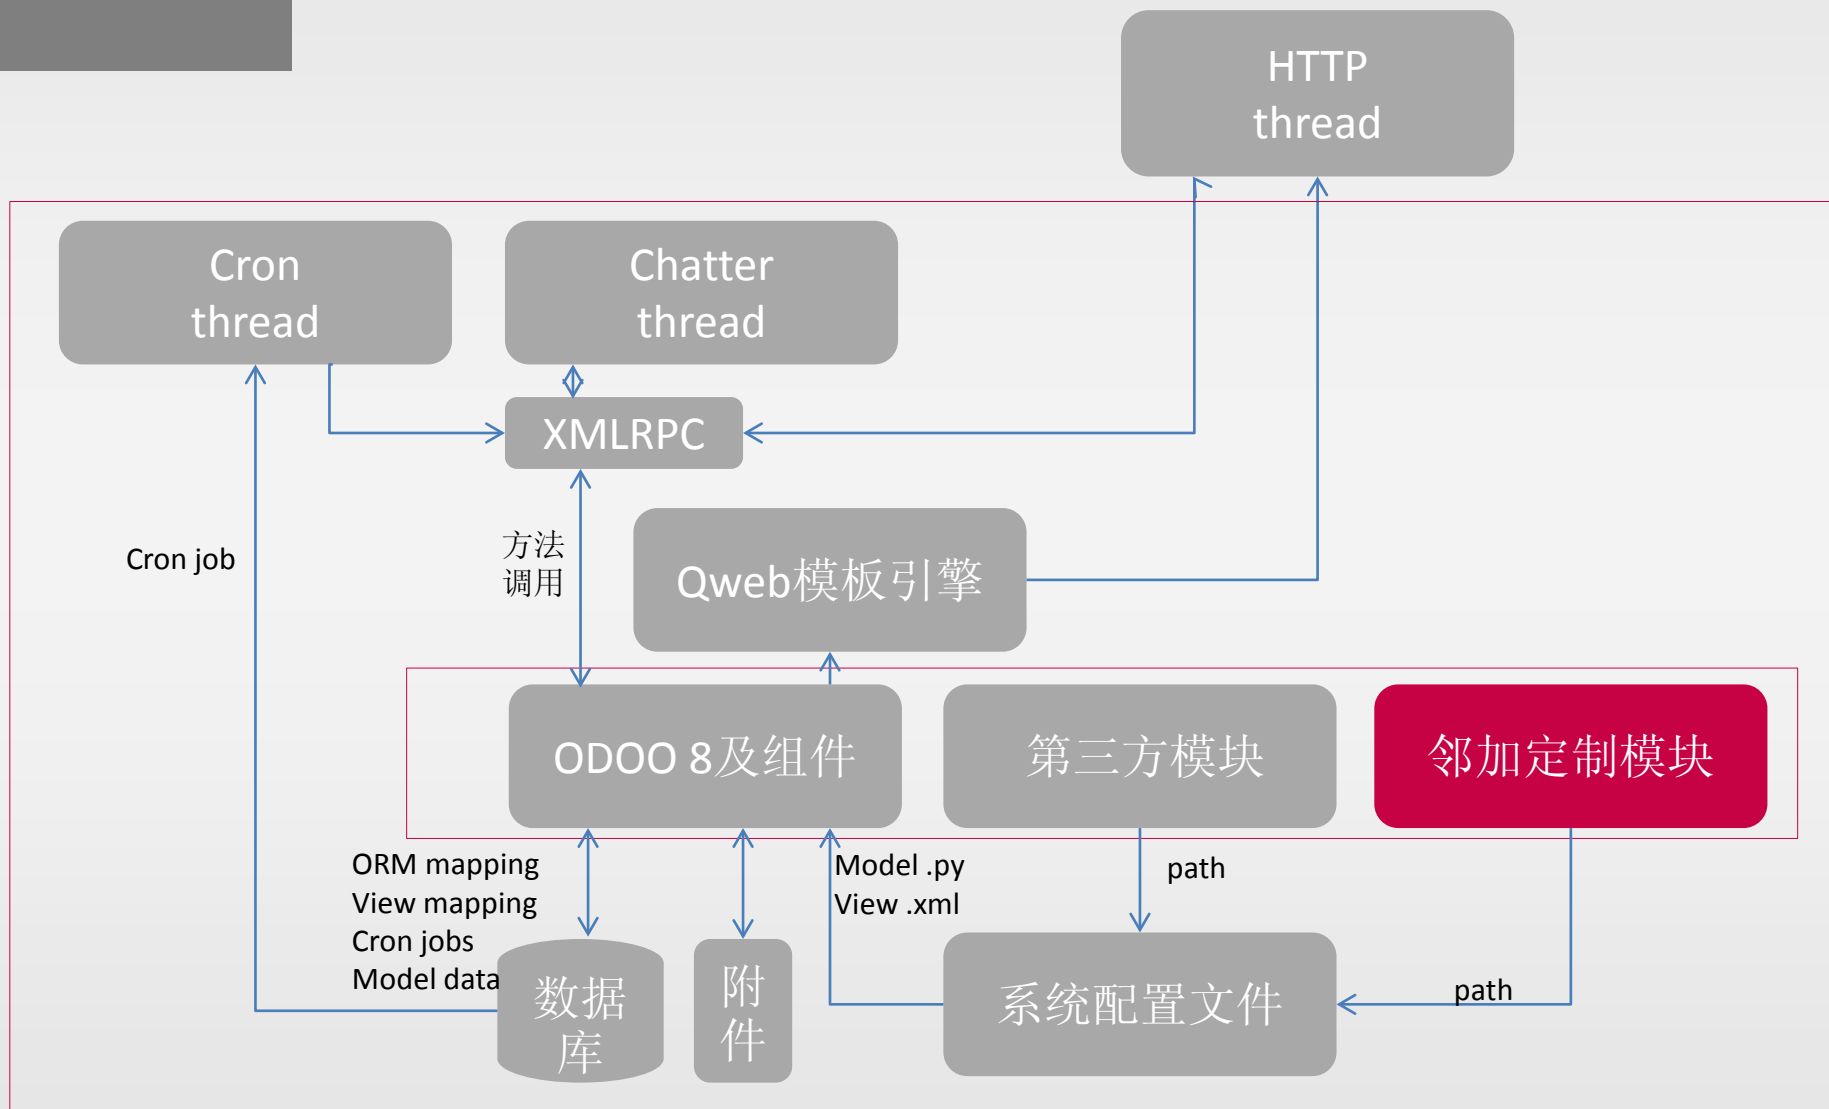 HTTP
thread
Cron
thread
Chatter
thread
XMLRPC
Cron job
方法
调用
Qweb模板引擎
ODOO 8及组件
第三方模块
邻加定制模块
ORM mapping
View mapping
Cron jobs
Model data
Model .py
View .xml
path
数据
库
附
件
系统配置文件
path